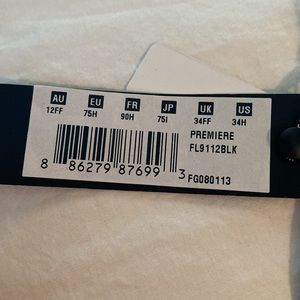 AU EU FR JP UK US
12FF 75H 90H 75I 34FF 34H
PREMIERE
FL9112BLK
8 86279 87699 3
FG080113